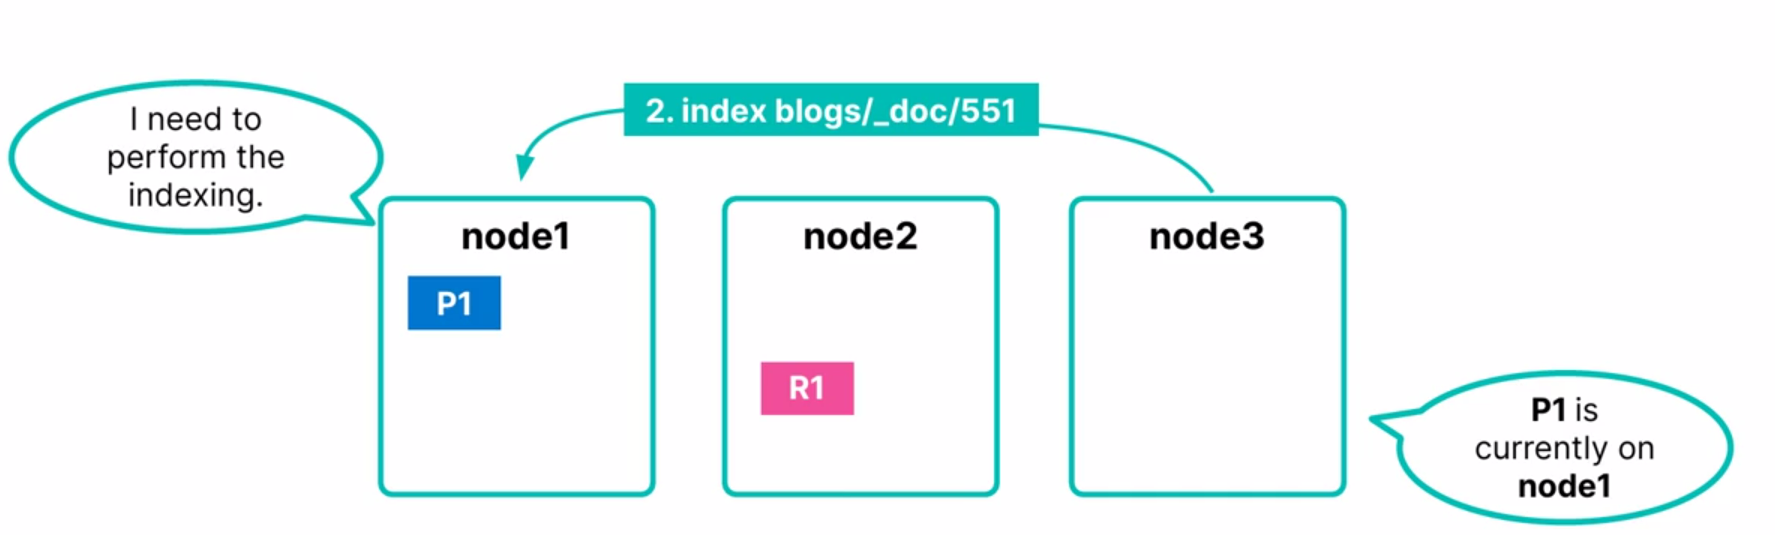 I need to
perform the
indexing.
2. index blogs/_doc/551
node1
P1
node2
R1
node3
P1 is
currently on
node1